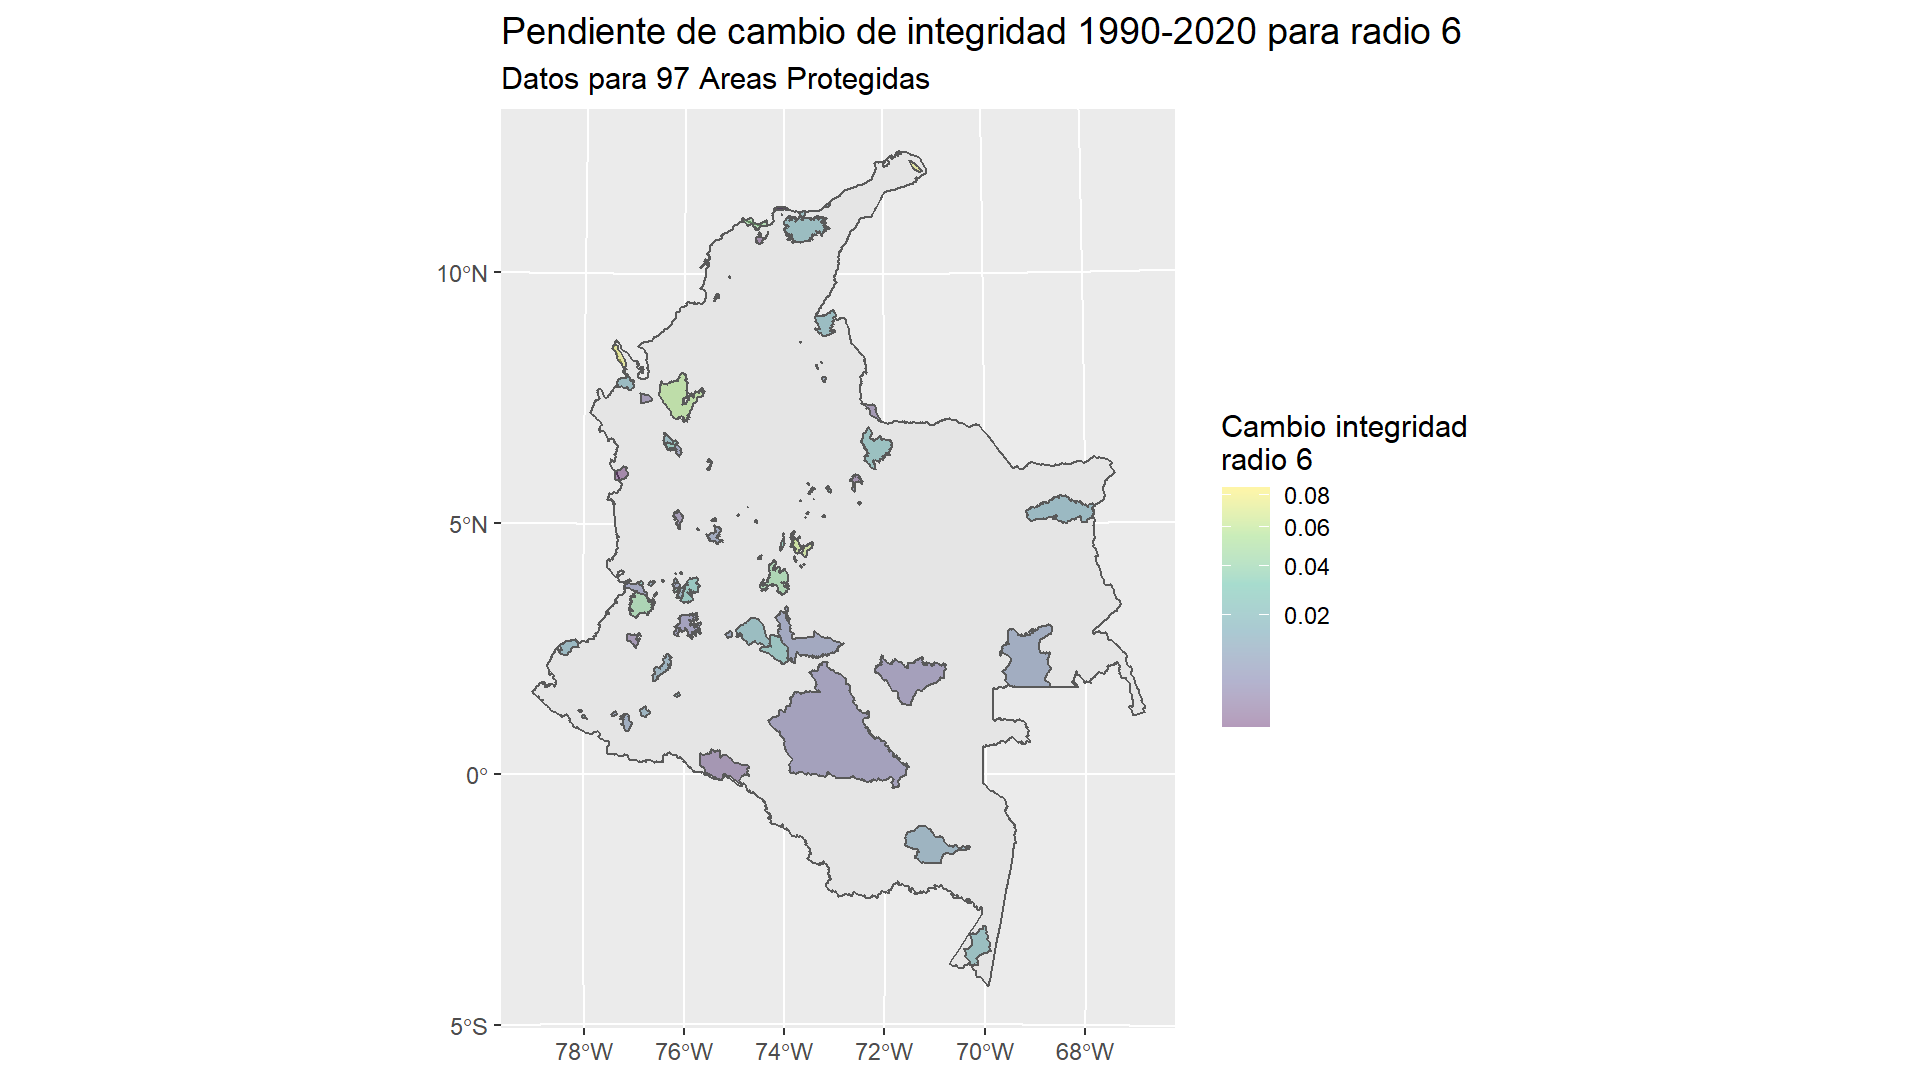 Pendiente de cambio de integridad 1990-2020 para radio 6
Datos para 97 Areas Protegidas
10°N
5°N
0°
5°S
78°W
76°W
74°W
72°W
70°W
68°W
Cambio integridad
radio 6
0.08
0.06
0.04
0.02